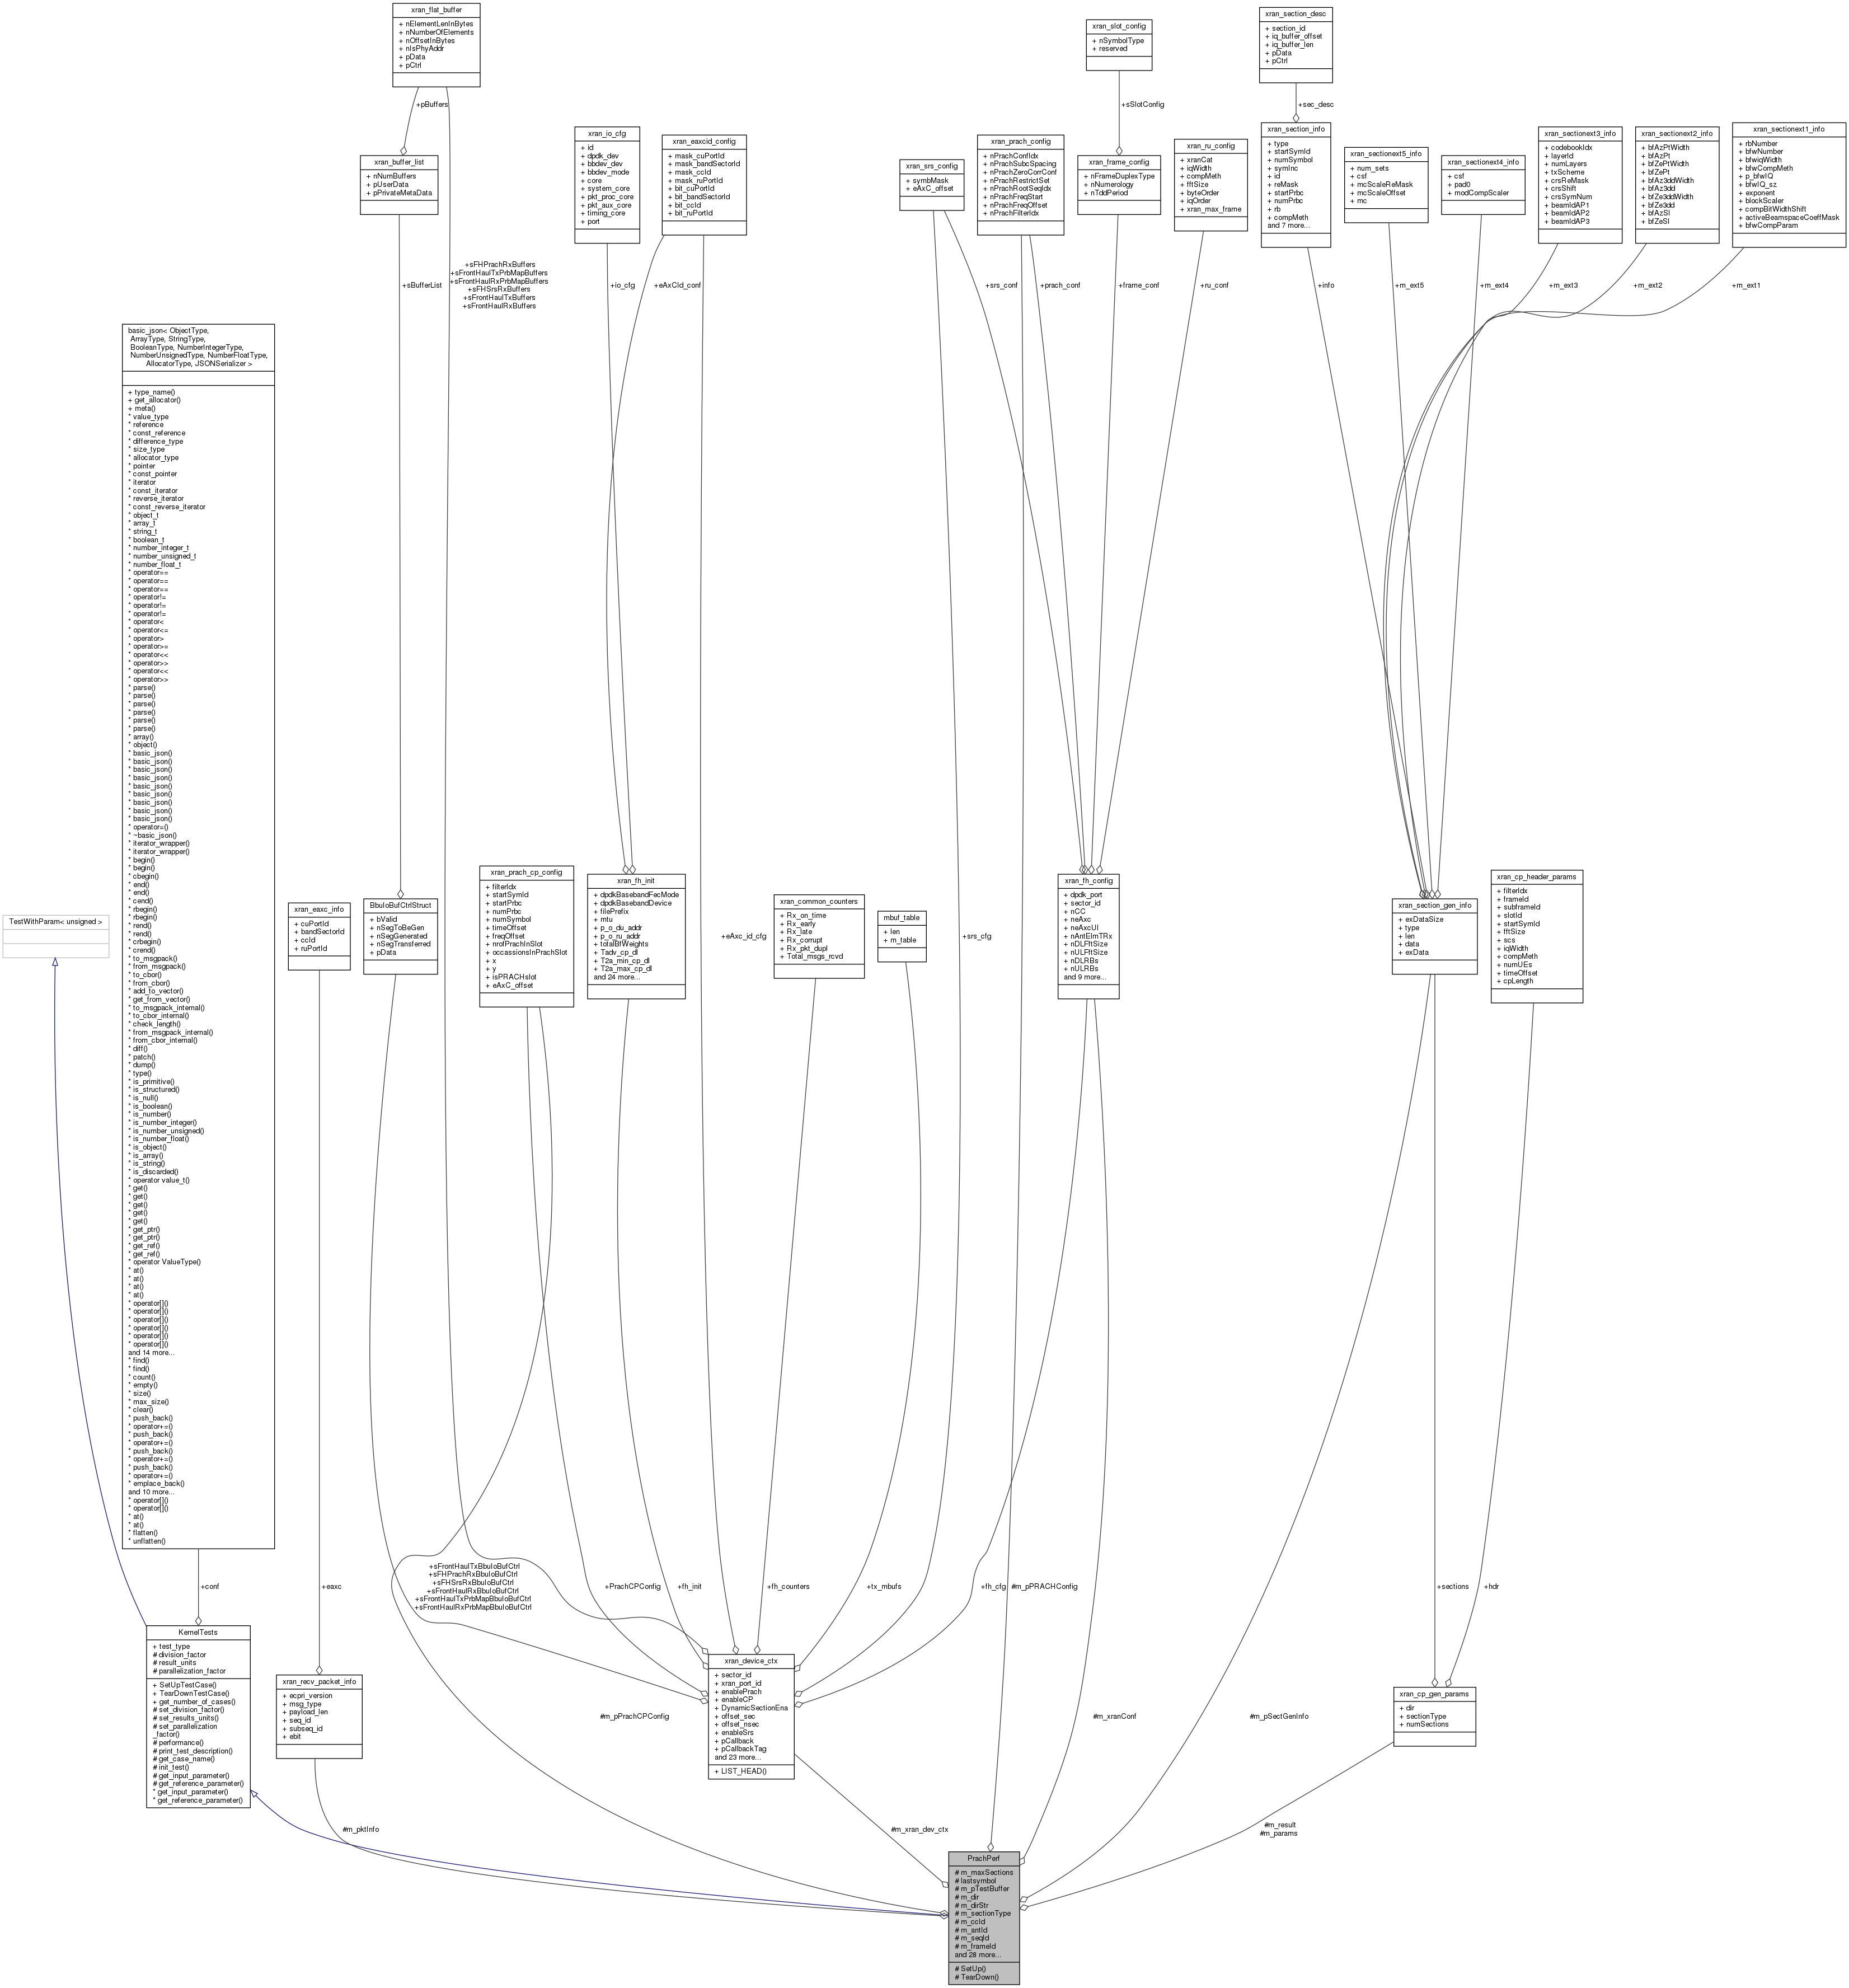 xran_flat_buffer
+ nElementLenInBytes
+ nNumberOfElements
+ nOffsetInBytes
+ nIsPhyAddr
+ pData
+ pCtrl
xran_slot_config
+ nSymbolType
+ reserved
xran_section_desc
+ section_id
+ iq_buffer_offset
+ iq_buffer_len
+ pData
+ pCtrl
+pBuffers
+sSlotConfig
+sec_desc
xran_buffer_list
+ nNumBuffers
+ pUserData
+ pPrivateMetaData
xran_io_cfg
+ id
+ dpdk_dev
+ bbdev_dev
+ bbdev_mode
+ core
+ system_core
+ pkt_proc_core
+ pkt_aux_core
+ timing_core
+ port
xran_eaxcid_config
+ mask_cuPortId
+ mask_bandSectorId
+ mask_ccId
+ mask_ruPortId
+ bit_cuPortId
+ bit_bandSectorId
+ bit_ccId
+ bit_ruPortId
xran_srs_config
+ symbMask
+ eAxC_offset
xran_prach_config
+ nPrachConfIdx
+ nPrachSubcSpacing
+ nPrachZeroCorrConf
+ nPrachRestrictSet
+ nPrachRootSeqIdx
+ nPrachFreqStart
+ nPrachFreqOffset
+ nPrachFilterIdx
xran_frame_config
+ nFrameDuplexType
+ nNumerology
+ nTddPeriod
xran_ru_config
+ xranCat
+ iqWidth
+ compMeth
+ fftSize
+ byteOrder
+ iqOrder
+ xran_max_frame
xran_section_info
+ type
+ startSymId
+ numSymbol
+ symInc
+ id
+ reMask
+ startPrbc
+ numPrbc
+ rb
+ compMeth
and 7 more...
xran_sectionext5_info
+ num_sets
+ csf
+ mcScaleReMask
+ mcScaleOffset
+ mc
xran_sectionext4_info
+ csf
+ pad0
+ modCompScaler
xran_sectionext3_info
+ codebookIdx
+ layerId
+ numLayers
+ txScheme
+ crsReMask
+ crsShift
+ crsSymNum
+ beamIdAP1
+ beamIdAP2
+ beamIdAP3
xran_sectionext2_info
+ bfAzPtWidth
+ bfAzPt
+ bfZePtWidth
+ bfZePt
+ bfAz3ddWidth
+ bfAz3dd
+ bfZe3ddWidth
+ bfZe3dd
+ bfAzSI
+ bfZeSI
xran_sectionext1_info
+ rbNumber
+ bfwNumber
+ bfwiqWidth
+ bfwCompMeth
+ p_bfwIQ
+ bfwIQ_sz
+ exponent
+ blockScaler
+ compBitWidthShift
+ activeBeamspaceCoeffMask
+ bfwCompParam
+sBufferList
+sFHPrachRxBuffers
+sFrontHaulTxPrbMapBuffers
+sFrontHaulRxPrbMapBuffers
+sFHSrsRxBuffers
+sFrontHaulTxBuffers
+sFrontHaulRxBuffers
+io_cfg
+eAxCId_conf
+srs_conf
+prach_conf
+frame_conf
+ru_conf
+info
+m_ext5
+m_ext4
+m_ext3
+m_ext2
+m_ext1
basic_json< ObjectType,
ArrayType, StringType,
BooleanType, NumberIntegerType,
NumberUnsignedType, NumberFloatType,
AllocatorType, JSONSerializer >
+ type_name()
+ get_allocator()
+ meta()
* value_type
* reference
* const_reference
* difference_type
* size_type
* allocator_type
* pointer
* const_pointer
* iterator
* const_iterator
* reverse_iterator
* const_reverse_iterator
* object_t
* array_t
* string_t
* boolean_t
* number_integer_t
* number_unsigned_t
* number_float_t
* operator==
* operator==
* operator==
* operator!=
* operator!=
* operator!=
* operator<
* operator<=
* operator>
* operator>=
* operator<<
* operator>>
* operator<<
* operator>>
* parse()
* parse()
* parse()
* parse()
* parse()
* parse()
* array()
* object()
* basic_json()
* basic_json()
* basic_json()
* basic_json()
* basic_json()
* basic_json()
* basic_json()
* basic_json()
* basic_json()
* operator=()
* ~basic_json()
* iterator_wrapper()
* iterator_wrapper()
* begin()
* begin()
* cbegin()
* end()
* end()
* cend()
* rbegin()
* rbegin()
* rend()
* rend()
* crbegin()
* crend()
* to_msgpack()
* from_msgpack()
* to_cbor()
* from_cbor()
* add_to_vector()
* get_from_vector()
* to_msgpack_internal()
* to_cbor_internal()
* check_length()
* from_msgpack_internal()
* from_cbor_internal()
* diff()
* patch()
* dump()
* type()
* is_primitive()
* is_structured()
* is_null()
* is_boolean()
* is_number()
* is_number_integer()
* is_number_unsigned()
* is_number_float()
* is_object()
* is_array()
* is_string()
* is_discarded()
* operator value_t()
* get()
* get()
* get()
* get()
* get()
* get_ptr()
* get_ptr()
* get_ref()
* get_ref()
* operator ValueType()
* at()
* at()
* at()
* at()
* operator[]()
* operator[]()
* operator[]()
* operator[]()
* operator[]()
* operator[]()
and 14 more...
* find()
* find()
* count()
* empty()
* size()
* max_size()
* clear()
* push_back()
* operator+=()
* push_back()
* operator+=()
* push_back()
* operator+=()
* push_back()
* operator+=()
* emplace_back()
and 10 more...
* operator[]()
* operator[]()
* at()
* at()
* flatten()
* unflatten()
TestWithParam< unsigned >
xran_eaxc_info
+ cuPortId
+ bandSectorId
+ ccId
+ ruPortId
BbuIoBufCtrlStruct
+ bValid
+ nSegToBeGen
+ nSegGenerated
+ nSegTransferred
+ pData
xran_prach_cp_config
+ filterIdx
+ startSymId
+ startPrbc
+ numPrbc
+ numSymbol
+ timeOffset
+ freqOffset
+ nrofPrachInSlot
+ occassionsInPrachSlot
+ x
+ y
+ isPRACHslot
+ eAxC_offset
xran_fh_init
+ dpdkBasebandFecMode
+ dpdkBasebandDevice
+ filePrefix
+ mtu
+ p_o_du_addr
+ p_o_ru_addr
+ totalBfWeights
+ Tadv_cp_dl
+ T2a_min_cp_dl
+ T2a_max_cp_dl
and 24 more...
xran_common_counters
+ Rx_on_time
+ Rx_early
+ Rx_late
+ Rx_corrupt
+ Rx_pkt_dupl
+ Total_msgs_rcvd
mbuf_table
+ len
+ m_table
xran_fh_config
+ dpdk_port
+ sector_id
+ nCC
+ neAxc
+ neAxcUl
+ nAntElmTRx
+ nDLFftSize
+ nULFftSize
+ nDLRBs
+ nULRBs
and 9 more...
xran_section_gen_info
+ exDataSize
+ type
+ len
+ data
+ exData
xran_cp_header_params
+ filterIdx
+ frameId
+ subframeId
+ slotId
+ startSymId
+ fftSize
+ scs
+ iqWidth
+ compMeth
+ numUEs
+ timeOffset
+ cpLength
+eAxc_id_cfg
+srs_cfg
+conf
+eaxc
+sFrontHaulTxBbuIoBufCtrl
+sFHPrachRxBbuIoBufCtrl
+sFHSrsRxBbuIoBufCtrl
+sFrontHaulRxBbuIoBufCtrl
+sFrontHaulTxPrbMapBbuIoBufCtrl
+sFrontHaulRxPrbMapBbuIoBufCtrl
+PrachCPConfig
+fh_init
+fh_counters
+tx_mbufs
+fh_cfg
#m_pPRACHConfig
+sections
+hdr
KernelTests
+ test_type
# division_factor
# result_units
# parallelization_factor
+ SetUpTestCase()
+ TearDownTestCase()
+ get_number_of_cases()
# set_division_factor()
# set_results_units()
# set_parallelization
_factor()
# performance()
# print_test_description()
# get_case_name()
# init_test()
# get_input_parameter()
# get_reference_parameter()
* get_input_parameter()
* get_reference_parameter()
xran_recv_packet_info
+ ecpri_version
+ msg_type
+ payload_len
+ seq_id
+ subseq_id
+ ebit
xran_device_ctx
+ sector_id
+ xran_port_id
+ enablePrach
+ enableCP
+ DynamicSectionEna
+ offset_sec
+ offset_nsec
+ enableSrs
+ pCallback
+ pCallbackTag
and 23 more...
+ LIST_HEAD()
xran_cp_gen_params
+ dir
+ sectionType
+ numSections
#m_pPrachCPConfig
#m_xranConf
#m_pSectGenInfo
#m_pktInfo
#m_xran_dev_ctx
#m_result
#m_params
PrachPerf
# m_maxSections
# lastsymbol
# m_pTestBuffer
# m_dir
# m_dirStr
# m_sectionType
# m_ccId
# m_antId
# m_seqId
# m_frameId
and 28 more...
# SetUp()
# TearDown()